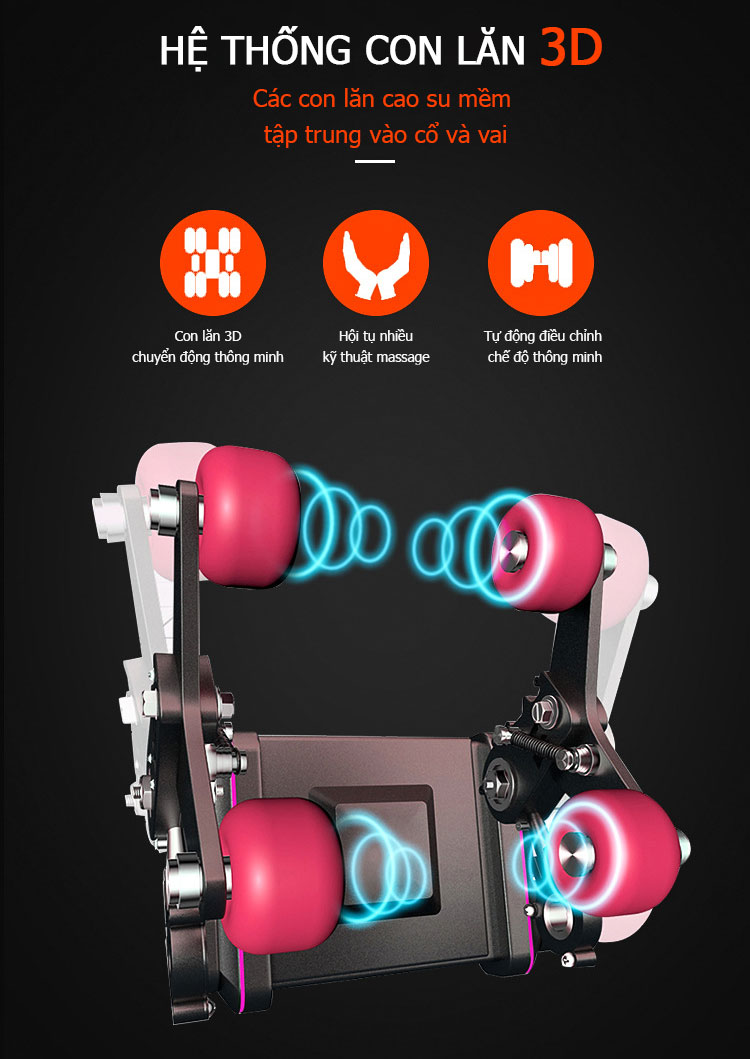 HỆ THỐNG CON LĂN 3D
Các con lăn cao su mềm
tập trung vào cổ và vai
Con lăn 3D
chuyển động thông minh
Hội tụ nhiều
kỹ thuật massage
Tự động điều chỉnh
chế độ thông minh